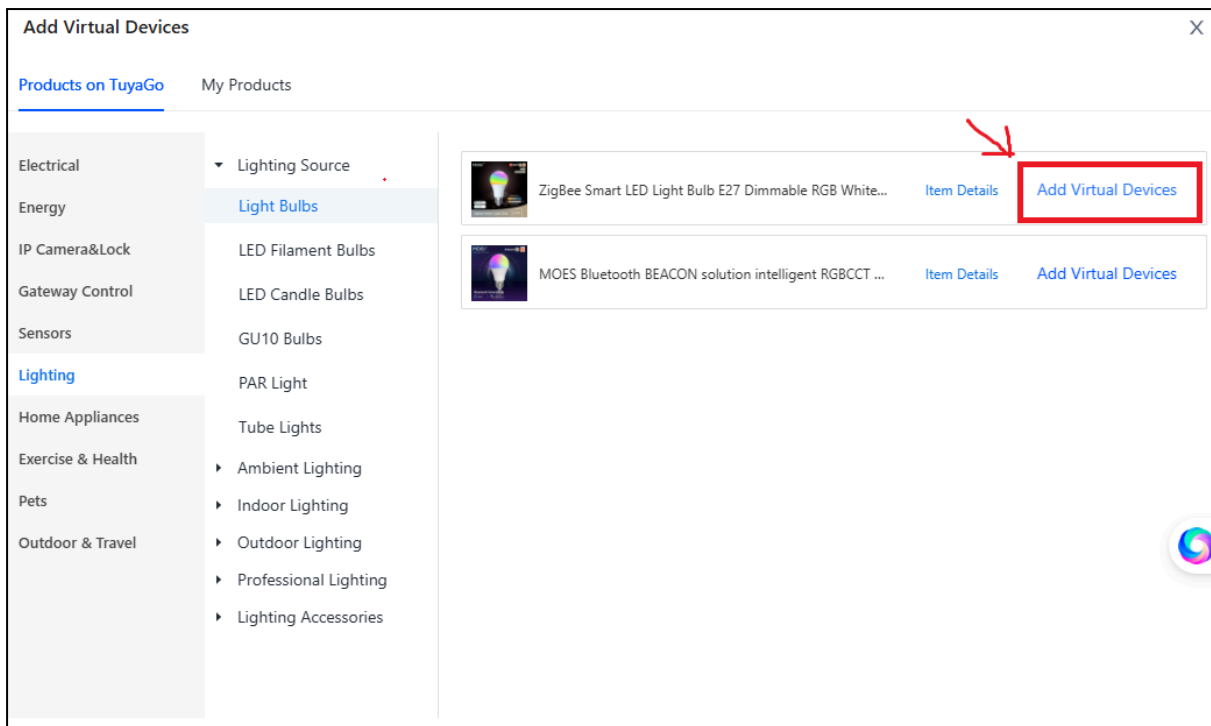 Add Virtual Devices
X
Products on TuyaGo
My Products
Electrical
Energy
IP Camera&Lock
Gateway Control
Sensors
Lighting
Home Appliances
Exercise & Health
Pets
Outdoor & Travel
Lighting Source
Light Bulbs
LED Filament Bulbs
LED Candle Bulbs
GU10 Bulbs
PAR Light
Tube Lights
Ambient Lighting
Indoor Lighting
Outdoor Lighting
Professional Lighting
Lighting Accessories
ZigBee Smart LED Light Bulb E27 Dimmable RGB White...
Item Details
Add Virtual Devices
MOES Bluetooth BEACON solution intelligent RGBCCT ...
Item Details
Add Virtual Devices